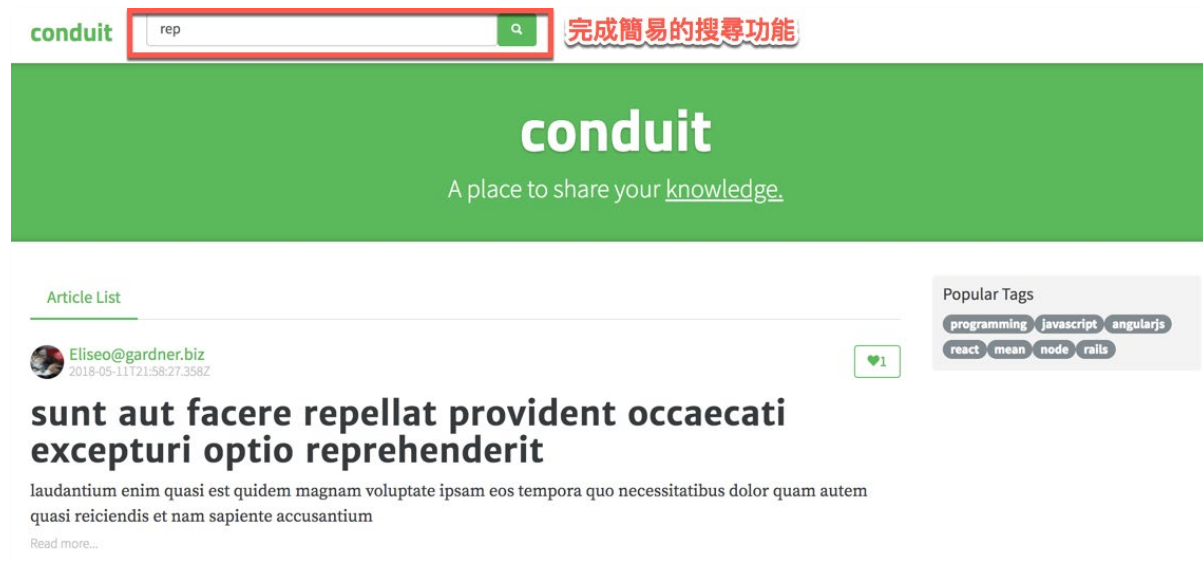 conduit
rep
完成簡易的搜尋功能
conduit
A place to share your knowledge.
Article List
Popular Tags
programming javascript angularjs
react mean node rails
Eliseo@gardner.biz
2018-05-11T21:58:27.358Z
1
sunt aut facere repellat provident occaecati
excepturi optio reprehenderit
laudantium enim quasi est quidem magnam voluptate ipsam eos tempora quo necessitatibus dolor quam autem
quasi reiciendis et nam sapiente accusantium
Read more...